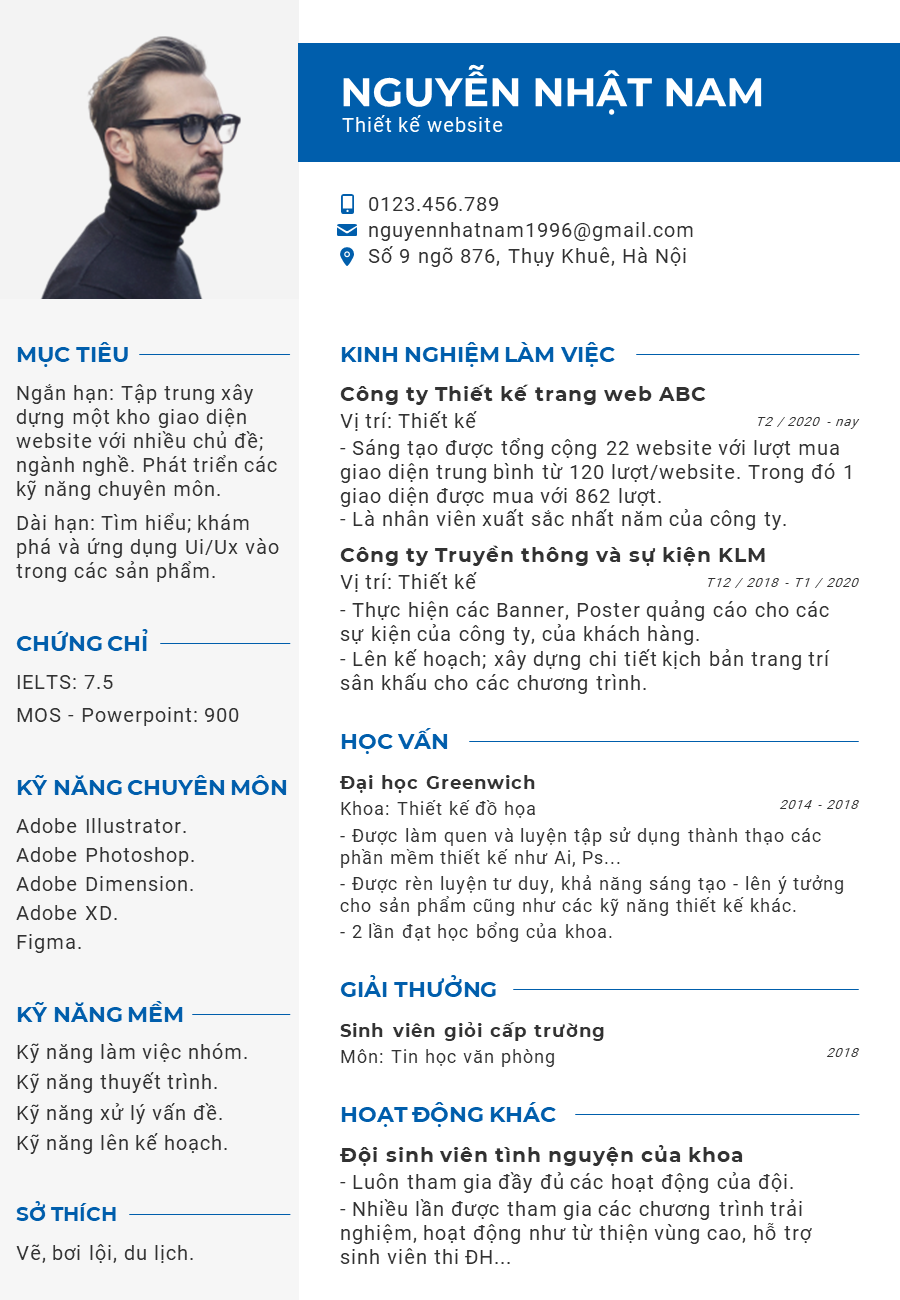 NGUYỄN NHẬT NAM
Thiết kế website
0123.456.789
nguyennhatnam1996@gmail.com
Số 9 ngõ 876, Thụy Khuê, Hà Nội
MỤC TIÊU
Ngắn hạn: Tập trung xây
dựng một kho giao diện
website với nhiều chủ đề;
ngành nghề. Phát triển các
kỹ năng chuyên môn.
Dài hạn: Tìm hiểu; khám
phá và ứng dụng Ui/Ux vào
trong các sản phẩm.
CHỨNG CHỈ
IELTS: 7.5
MOS - Powerpoint: 900
KỸ NĂNG CHUYÊN MÔN
Adobe Illustrator.
Adobe Photoshop.
Adobe Dimension.
Adobe XD.
Figma.
KỸ NĂNG MỀM
Kỹ năng làm việc nhóm.
Kỹ năng thuyết trình.
Kỹ năng xử lý vấn đề.
Kỹ năng lên kế hoạch.
SỞ THÍCH
Vẽ, bơi lội, du lịch.
KINH NGHIỆM LÀM VIỆC
Công ty Thiết kế trang web ABC
Vị trí: Thiết kế
T2 / 2020 - nay
- Sáng tạo được tổng cộng 22 website với lượt mua
giao diện trung bình từ 120 lượt/website. Trong đó 1
giao diện được mua với 862 lượt.
- Là nhân viên xuất sắc nhất năm của công ty.
Công ty Truyền thông và sự kiện KLM
Vị trí: Thiết kế
T12 / 2018 - T1 / 2020
- Thực hiện các Banner, Poster quảng cáo cho các
sự kiện của công ty, của khách hàng.
- Lên kế hoạch; xây dựng chi tiết kịch bản trang trí
sân khấu cho các chương trình.
HỌC VẤN
Đại học Greenwich
Khoa: Thiết kế đồ họa
2014 - 2018
- Được làm quen và luyện tập sử dụng thành thạo các
phần mềm thiết kế như Ai, Ps...
- Được rèn luyện tư duy, khả năng sáng tạo - lên ý tưởng
cho sản phẩm cũng như các kỹ năng thiết kế khác.
- 2 lần đạt học bổng của khoa.
GIẢI THƯỞNG
Sinh viên giỏi cấp trường
Môn: Tin học văn phòng
2018
HOẠT ĐỘNG KHÁC
Đội sinh viên tình nguyện của khoa
- Luôn tham gia đầy đủ các hoạt động của đội.
- Nhiều lần được tham gia các chương trình trải
nghiệm, hoạt động như từ thiện vùng cao, hỗ trợ
sinh viên thi ĐH...